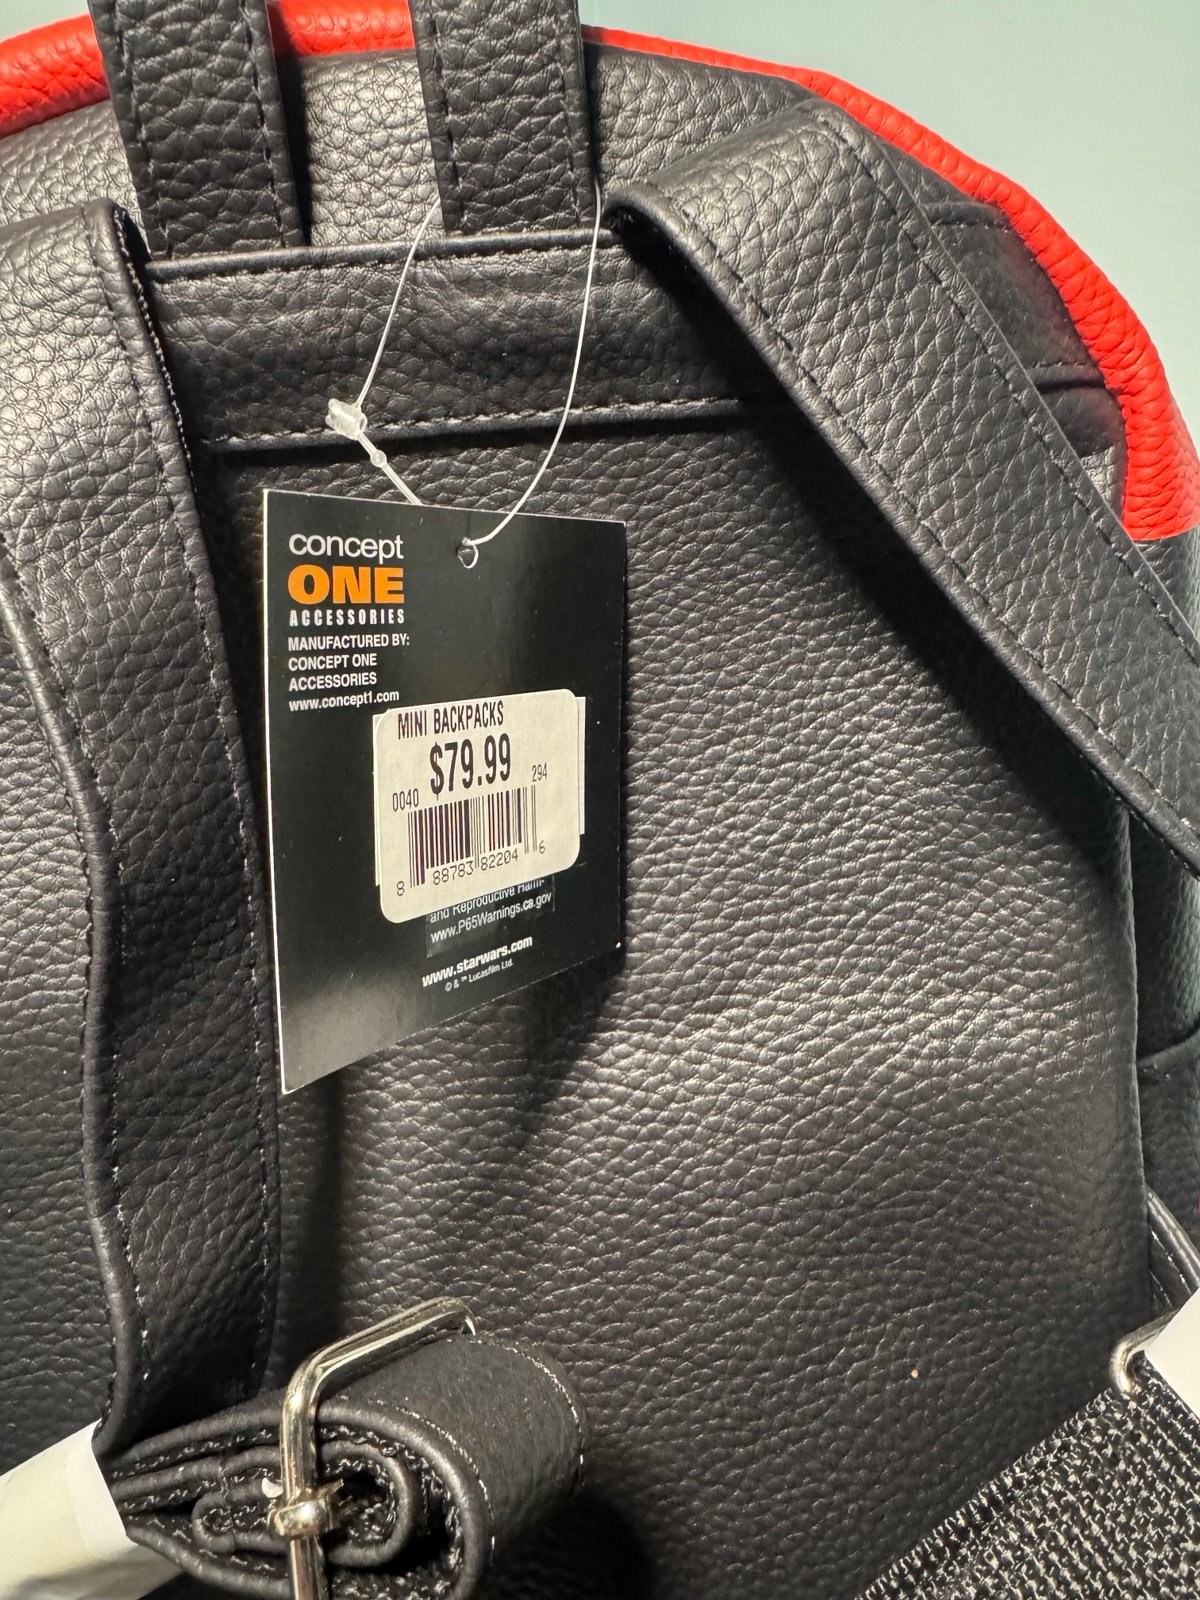 concept
ONE
ACCESSORIES
MANUFACTURED BY:
CONCEPT ONE
ACCESSORIES
www.concept1.com
MINI BACKPACKS
$79.99
0040 294
8 88783 82204 6
and Reproductive Harm-
www.P65Warnings.ca.gov
www.starwars.com
© & ™ Lucasfilm Ltd.